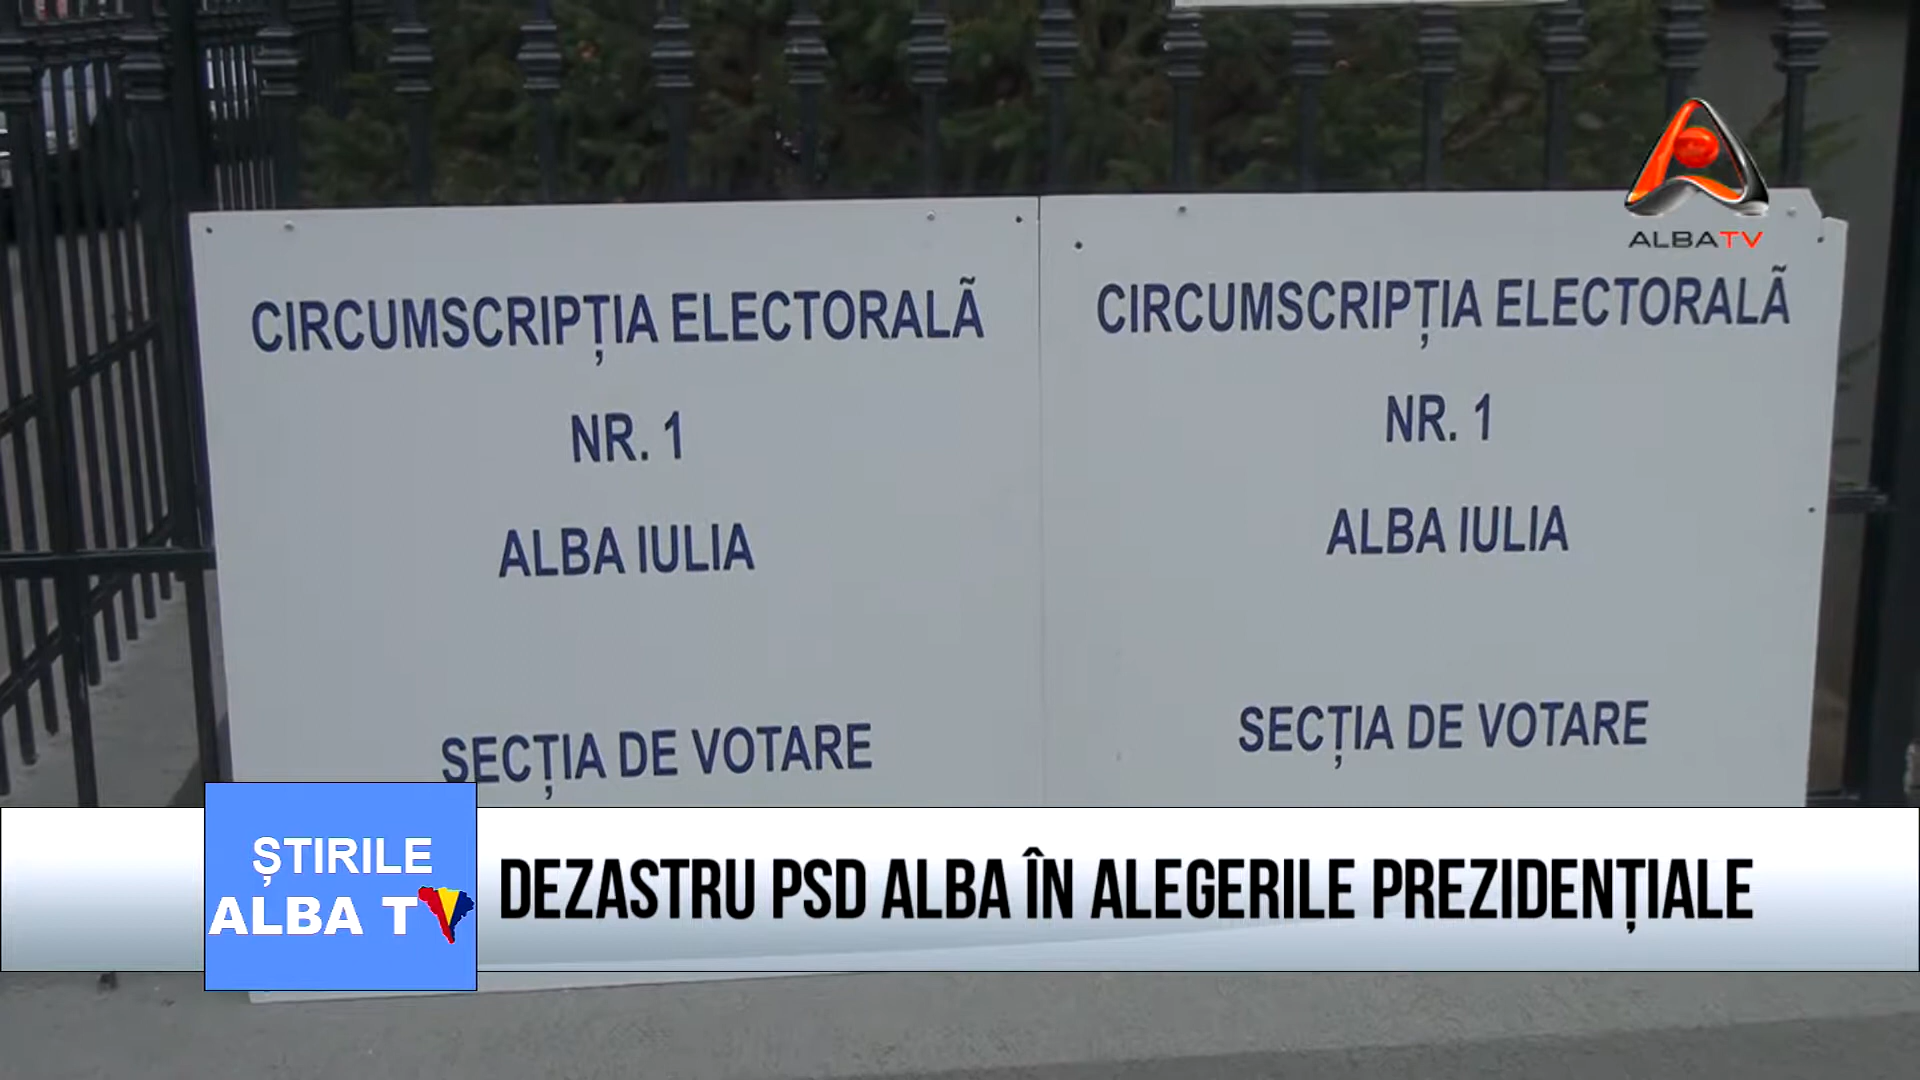 ALBATV
CIRCUMSCRIPȚIA ELECTORALĂ
NR. 1
ALBA IULIA
SECȚIA DE VOTARE
CIRCUMSCRIPȚIA ELECTORALĂ
NR. 1
ALBA IULIA
SECȚIA DE VOTARE
ȘTIRILE
ALBA TV
DEZASTRU PSD ALBA ÎN ALEGERILE PREZIDENȚIALE